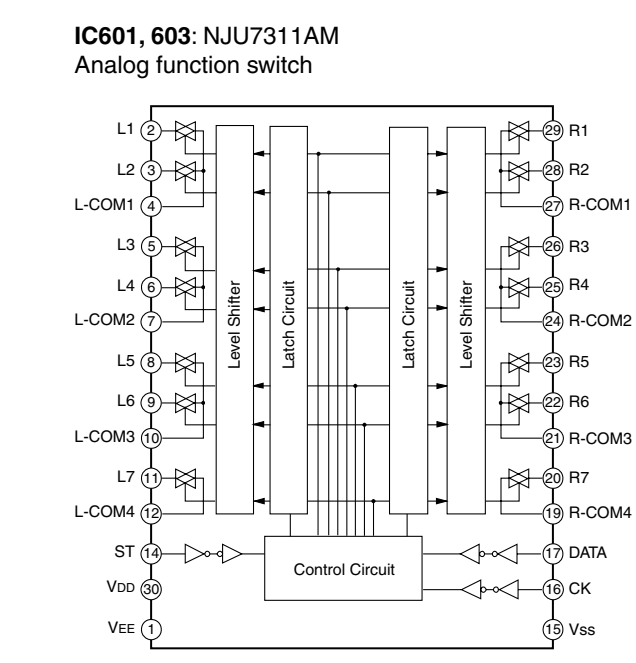 IC601, 603: NJU7311AM
Analog function switch
L1 2
29 R1
L2 3
28 R2
L-COM1 4
27 R-COM1
L3 5
26 R3
L4 6
25 R4
L-COM2 7
24 R-COM2
Level Shifter
Latch Circuit
Latch Circuit
Level Shifter
L5 8
23 R5
L6 9
22 R6
L-COM3 10
21 R-COM3
L7 11
20 R7
L-COM4 12
19 R-COM4
ST 14
17 DATA
Control Circuit
VDD 30
16 CK
VEE 1
15 Vss